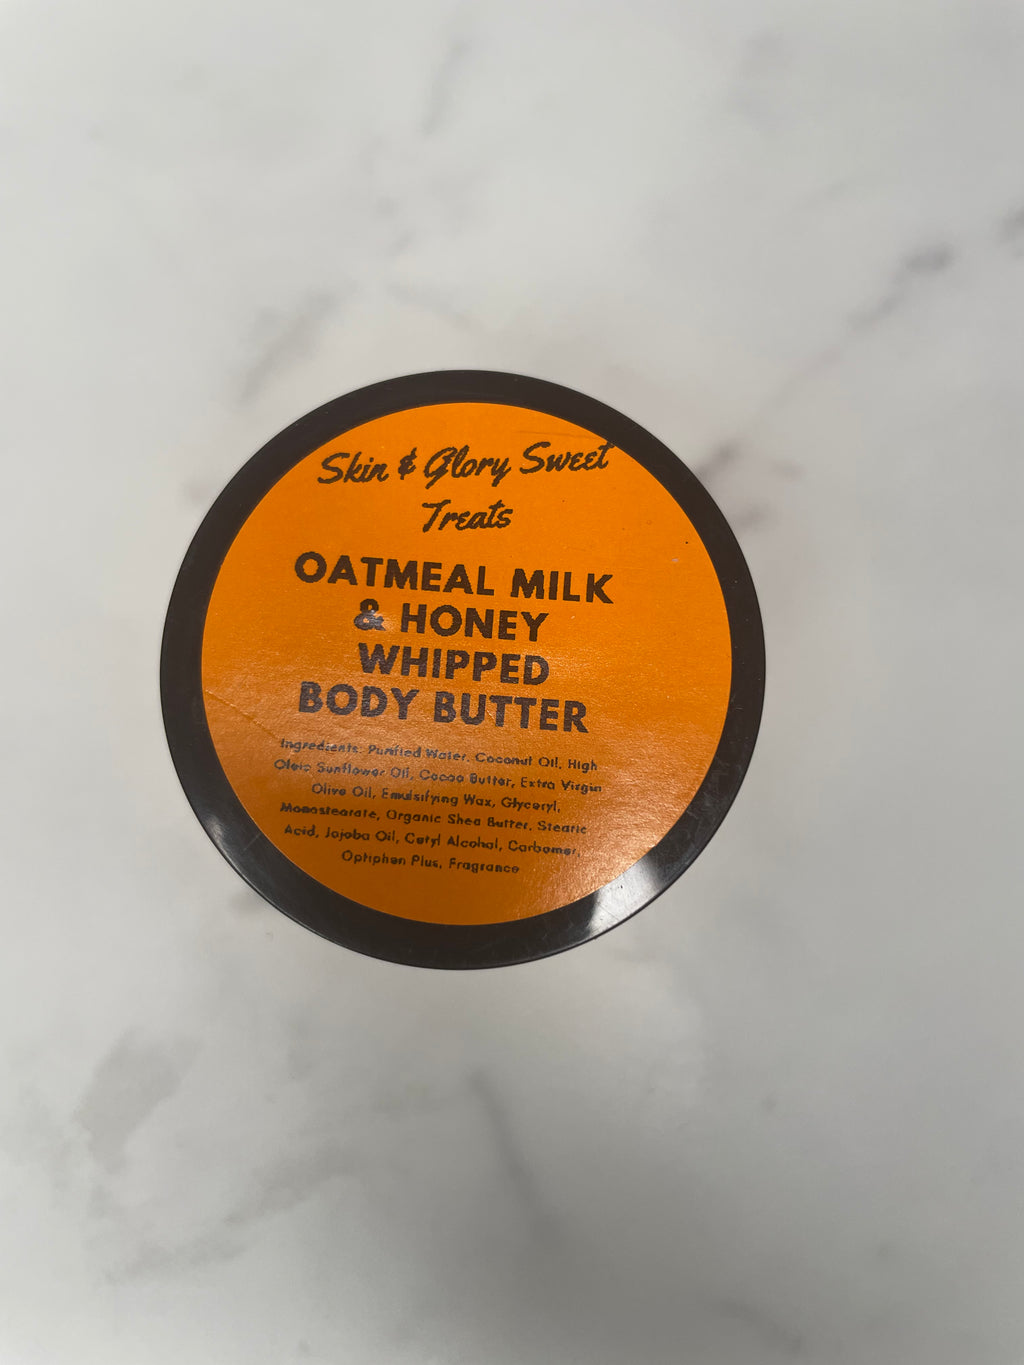 Skin & Glory Sweet
Treats
OATMEAL MILK
& HONEY
WHIPPED
BODY BUTTER
Ingredients: Purified Water, Coconut Oil, High
Oleic Sunflower Oil, Cocoa Butter, Extra Virgin
Olive Oil, Emulsifying Wax, Glyceryl,
Monostearate, Organic Shea Butter, Stearic
Acid, Jojoba Oil, Cetyl Alcohol, Carbomer,
Optiphen Plus, Fragrance